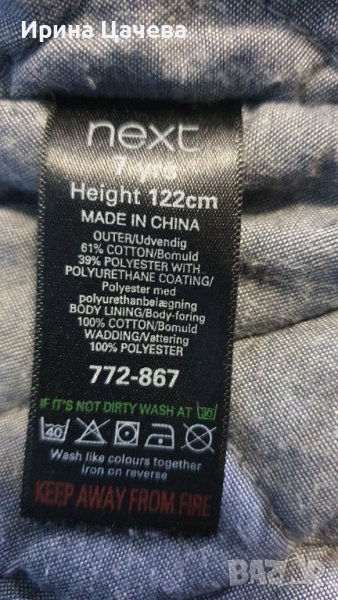 Ирина Цачева
next
7 yrs
Height 122cm
MADE IN CHINA
OUTER/Udvendig
61% COTTON/Bomuld
39% POLYESTER WITH
POLYURETHANE COATING/
Polyester med
polyurethanbelægning
BODY LINING/Body-foring
100% COTTON/Bomuld
WADDING/Vattering
100% POLYESTER
772-867
IF IT'S NOT DIRTY WASH AT 30
40
Wash like colours together
Iron on reverse
KEEP AWAY FROM FIRE
BAZAR